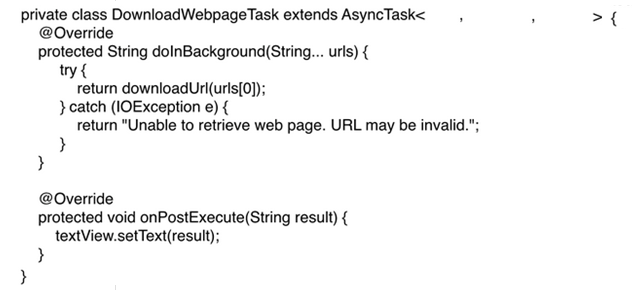 private class DownloadWebpageTask extends AsyncTask< , , > {
@Override
protected String doInBackground(String... urls) {
try {
return downloadUrl(urls[0]);
} catch (IOException e) {
return "Unable to retrieve web page. URL may be invalid.";
}
}
@Override
protected void onPostExecute(String result) {
textView.setText(result);
}
}